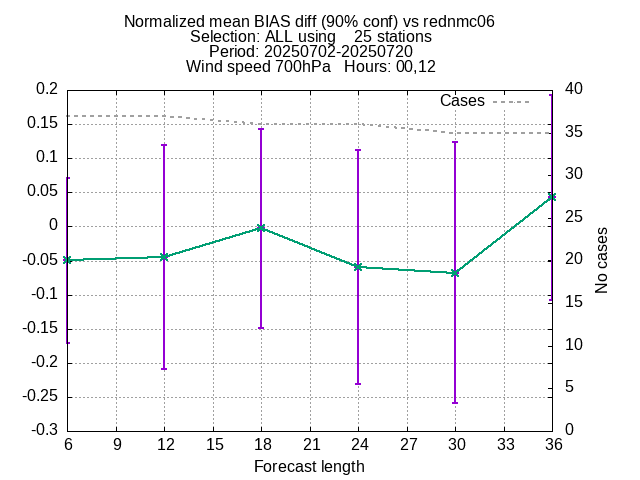 Normalized mean BIAS diff (90% conf) vs rednmc06
Selection: ALL using    25 stations
Period: 20250702-20250720
Wind speed 700hPa   Hours: 00,12
Cases
0.2
0.15
0.1
0.05
0
-0.05
-0.1
-0.15
-0.2
-0.25
-0.3
40
35
30
25
20
15
10
5
0
No cases
6 9 12 15 18 21 24 27 30 33 36
Forecast length